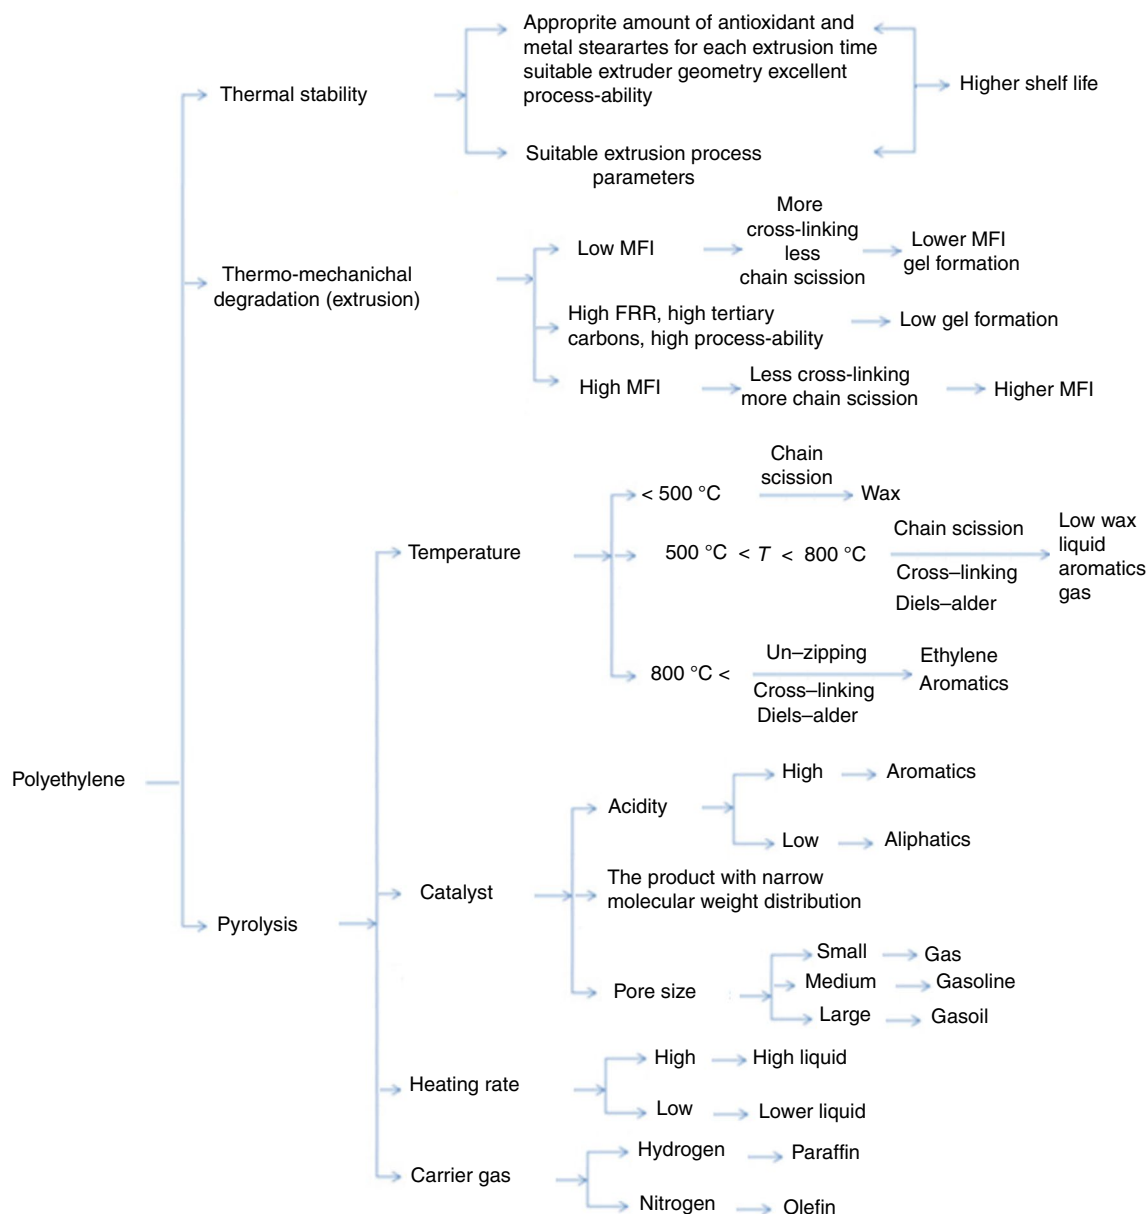 Approprite amount of antioxidant and
metal stearartes for each extrusion time
suitable extruder geometry excellent
process-ability
Thermal stability
Higher shelf life
Suitable extrusion process
parameters
More
cross-linking
less
chain scission
Low MFI
Lower MFI
gel formation
Thermo-mechanichal
degradation (extrusion)
High FRR, high tertiary
carbons, high process-ability
Low gel formation
High MFI
Less cross-linking
more chain scission
Higher MFI
Chain
scission
< 500 °C
Wax
Temperature
500 °C < T < 800 °C
Chain scission
Cross–linking
Diels–alder
Low wax
liquid
aromatics
gas
800 °C <
Un–zipping
Cross–linking
Diels–alder
Ethylene
Aromatics
Polyethylene
Acidity
High
Aromatics
Low
Aliphatics
Catalyst
The product with narrow
molecular weight distribution
Pyrolysis
Pore size
Small
Gas
Medium
Gasoline
Large
Gasoil
Heating rate
High
High liquid
Low
Lower liquid
Carrier gas
Hydrogen
Paraffin
Nitrogen
Olefin